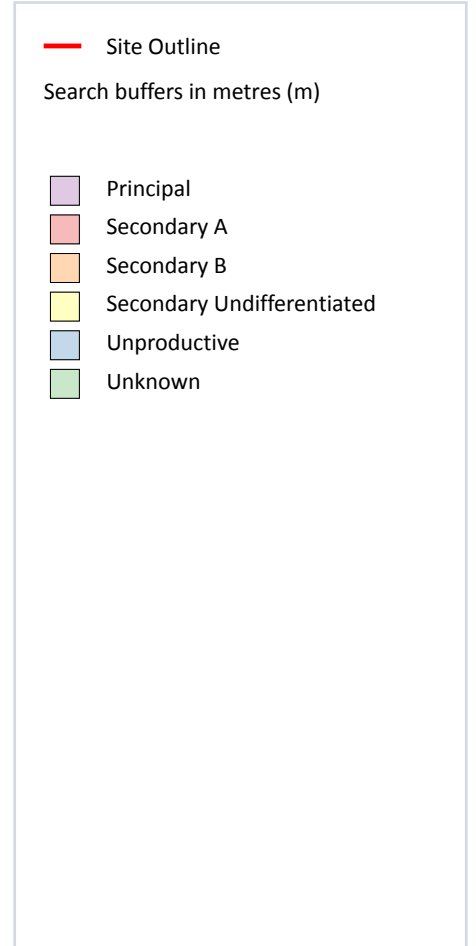 Site Outline
Search buffers in metres (m)
Principal
Secondary A
Secondary B
Secondary Undifferentiated
Unproductive
Unknown